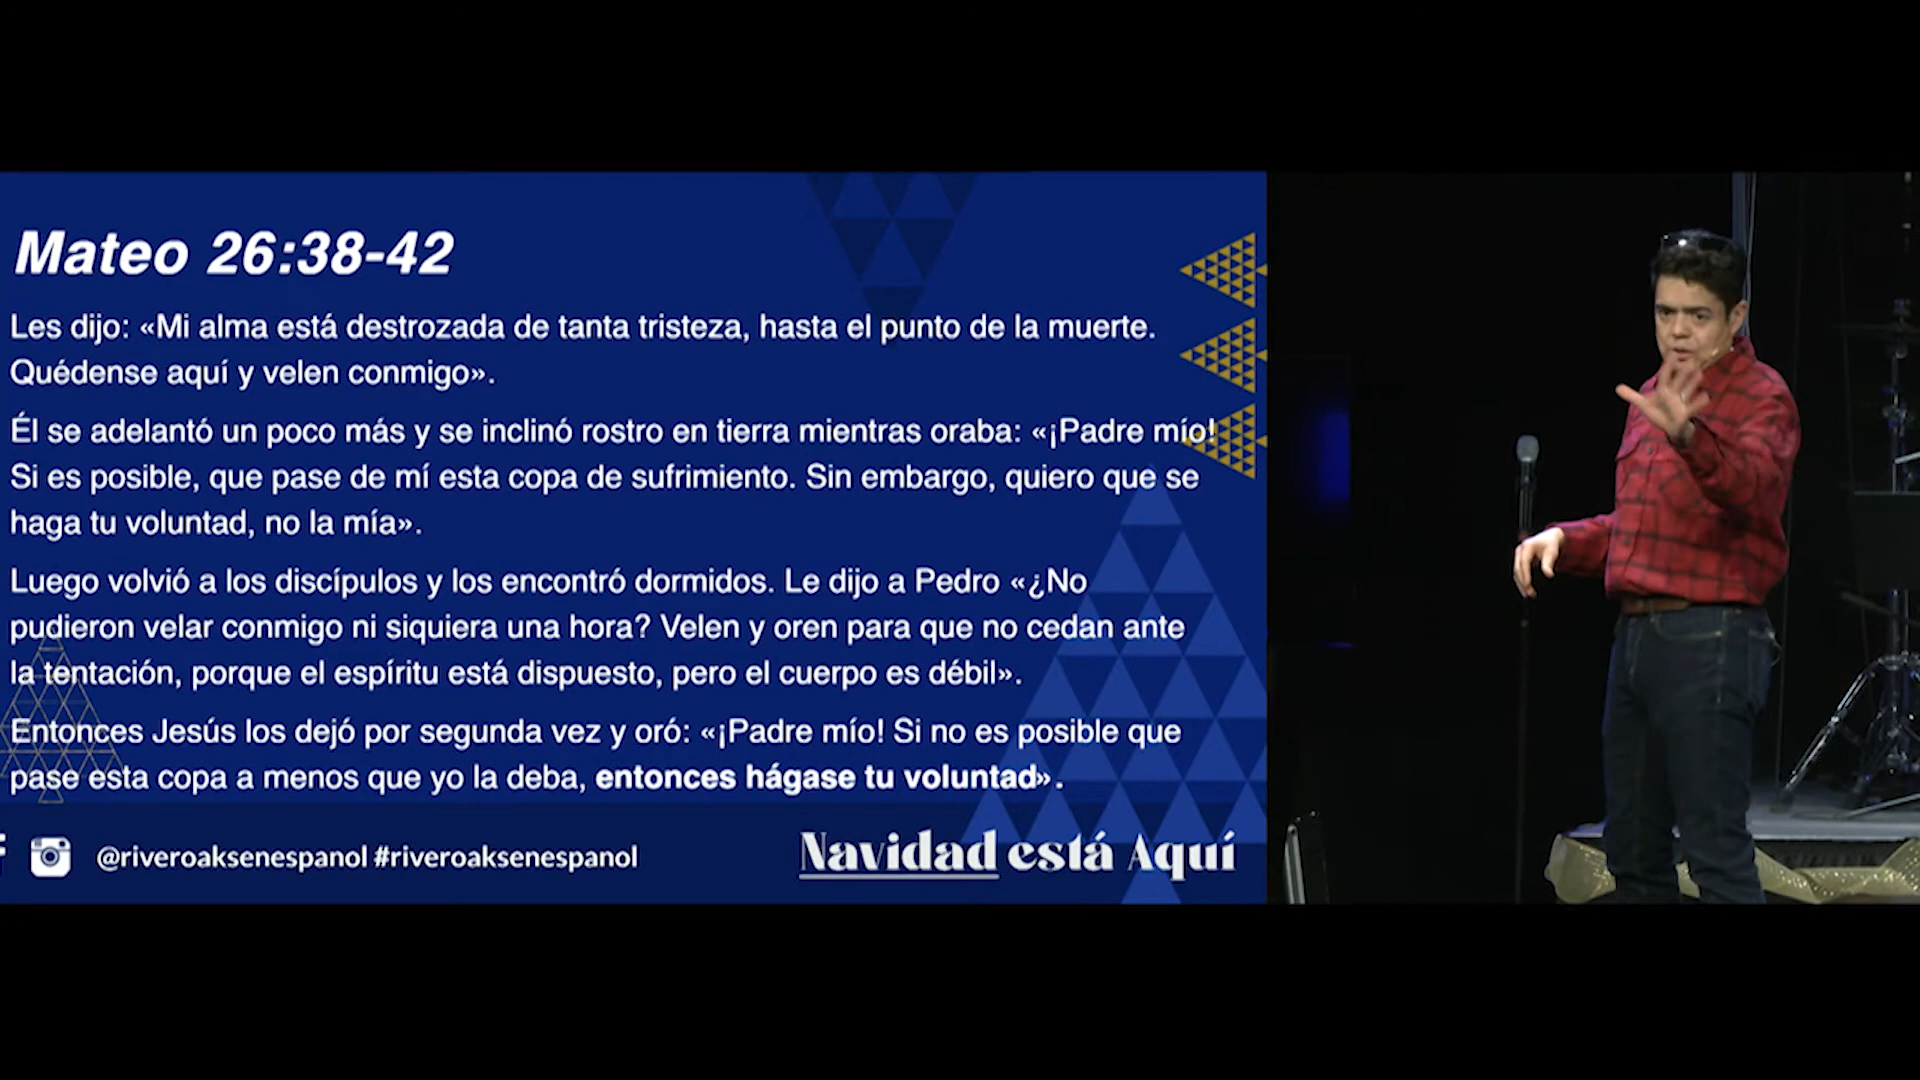 Mateo 26:38-42
Les dijo: «Mi alma está destrozada de tanta tristeza, hasta el punto de la muerte.
Quédense aquí y velen conmigo».
Él se adelantó un poco más y se inclinó rostro en tierra mientras oraba: «¡Padre mío!
Si es posible, que pase de mí esta copa de sufrimiento. Sin embargo, quiero que se
haga tu voluntad, no la mía».
Luego volvió a los discípulos y los encontró dormidos. Le dijo a Pedro «¿No
pudieron velar conmigo ni siquiera una hora? Velen y oren para que no cedan ante
la tentación, porque el espíritu está dispuesto, pero el cuerpo es débil».
Entonces Jesús los dejó por segunda vez y oró: «¡Padre mío! Si no es posible que
pase esta copa a menos que yo la deba, entonces hágase tu voluntad».
@riveroaksenespanol #riveroaksenespanol
Navidad está Aquí